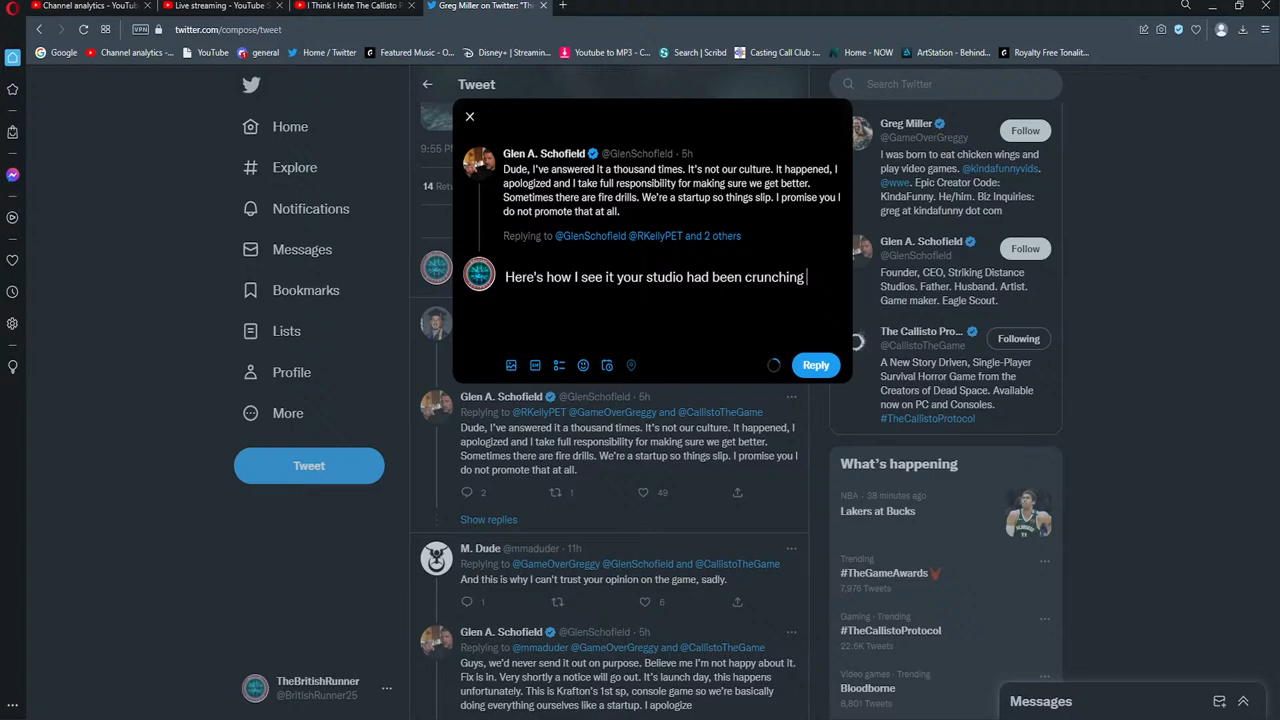 Channel analytics - YouTube S
Live streaming - YouTube S
I Think I Hate The Callisto P
Greg Miller on Twitter: "The
VPN
twitter.com/compose/tweet
Google
Channel analytics -...
YouTube
general
Home / Twitter
Featured Music - O...
Disney+ | Streamin...
Youtube to MP3 - C...
Search | Scribd
Casting Call Club :...
Home - NOW
ArtStation - Behind...
Royalty Free Tonalit...
Home
Explore
Notifications
Messages
Bookmarks
Lists
Profile
More
Tweet
TheBritishRunner
@BritishRunner25
Tweet
9:55
14 Ret
Glen A. Schofield @GlenSchofield · 5h
Dude, I've answered it a thousand times. It's not our culture. It happened, I
apologized and I take full responsibility for making sure we get better.
Sometimes there are fire drills. We're a startup so things slip. I promise you I
do not promote that at all.
Replying to @GlenSchofield @RKellyPET and 2 others
Here's how I see it your studio had been crunching
Reply
Glen A. Schofield @GlenSchofield · 5h
Replying to @RKellyPET @GameOverGreggy and @CallistoTheGame
Dude, I've answered it a thousand times. It's not our culture. It happened, I
apologized and I take full responsibility for making sure we get better.
Sometimes there are fire drills. We're a startup so things slip. I promise you I
do not promote that at all.
2
1
49
Show replies
M. Dude @mmaduder · 11h
Replying to @GameOverGreggy @GlenSchofield and @CallistoTheGame
And this is why I can't trust your opinion on the game, sadly.
1
6
Glen A. Schofield @GlenSchofield · 5h
Replying to @mmaduder @GameOverGreggy and @CallistoTheGame
Guys, we'd never send it out on purpose. Believe me I'm not happy about it.
Fix is in. Very shortly a notice will go out. It's launch day, this happens
unfortunately. This is Krafton's 1st sp, console game so we're basically
doing everything ourselves like a startup. I apologize
Search Twitter
Greg Miller
@GameOverGreggy
Follow
I was born to eat chicken wings and
play video games. @kindafunnyvids.
@wwe. Epic Creator Code:
KindaFunny. He/him. Biz Inquiries:
greg at kindafunny dot com
Glen A. Schofield
@GlenSchofield
Follow
Founder, CEO, Striking Distance
Studios. Father. Husband. Artist.
Game maker. Eagle Scout.
The Callisto Pro...
@CallistoTheGame
Following
A New Story Driven, Single-Player
Survival Horror Game from the
Creators of Dead Space. Available
now on PC and Consoles.
#TheCallistoProtocol
What's happening
NBA · 38 minutes ago
Lakers at Bucks
Trending
#TheGameAwards
7,976 Tweets
Gaming · Trending
#TheCallistoProtocol
22.6K Tweets
Video games · Trending
Bloodborne
8,801 Tweets
Messages